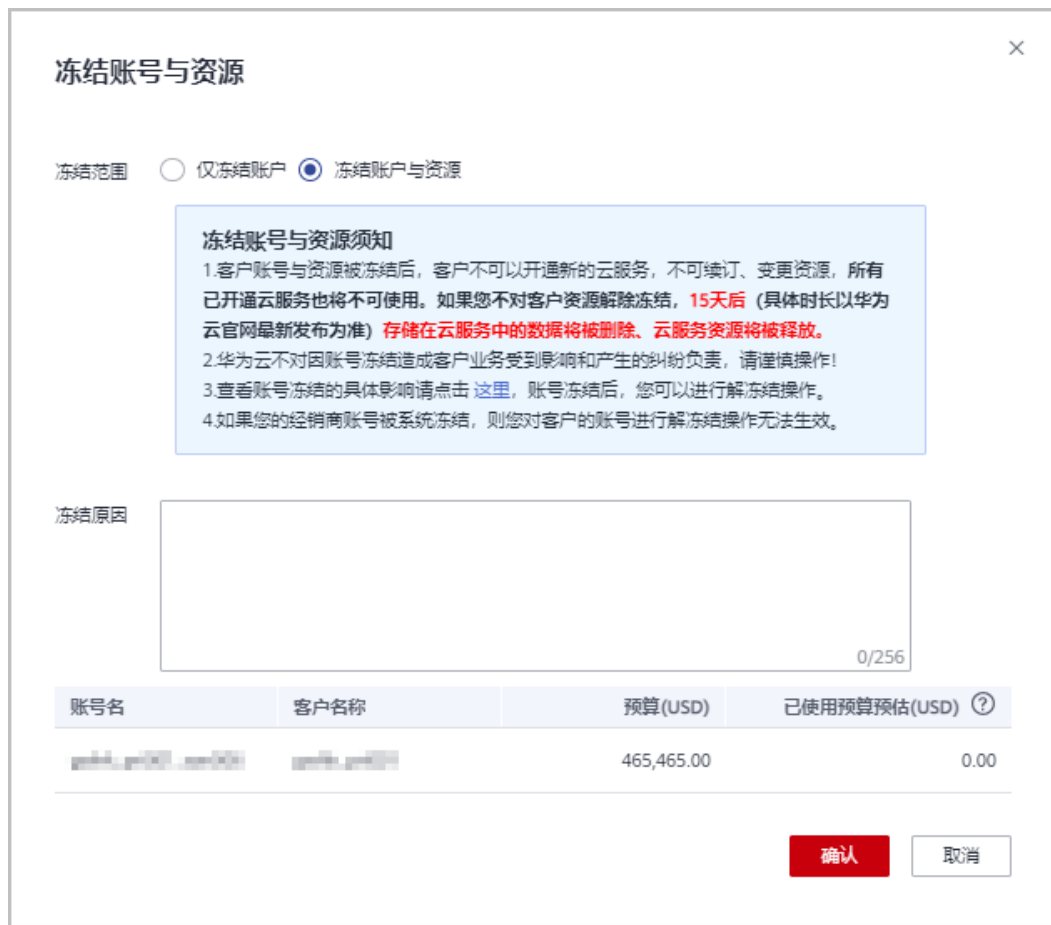 冻结账号与资源
冻结范围 仅冻结账户 冻结账户与资源
冻结账号与资源须知
1.客户账号与资源被冻结后，客户不可以开通新的云服务，不可续订、变更资源，所有
已开通云服务也将不可使用。如果您不对客户资源解除冻结，15天后（具体时长以华为
云官网最新发布为准）存储在云服务中的数据将被删除、云服务资源将被释放。
2.华为云不对因账号冻结造成客户业务受到影响和产生的纠纷负责，请谨慎操作!
3.查看账号冻结的具体影响请点击 这里，账号冻结后，您可以进行解冻结操作。
4.如果您的经销商账号被系统冻结，则您对客户的账号进行解冻结操作无法生效。
冻结原因
0/256
账号名 客户名称 预算(USD) 已使用预算预估(USD) ?
465,465.00 0.00
确认 取消